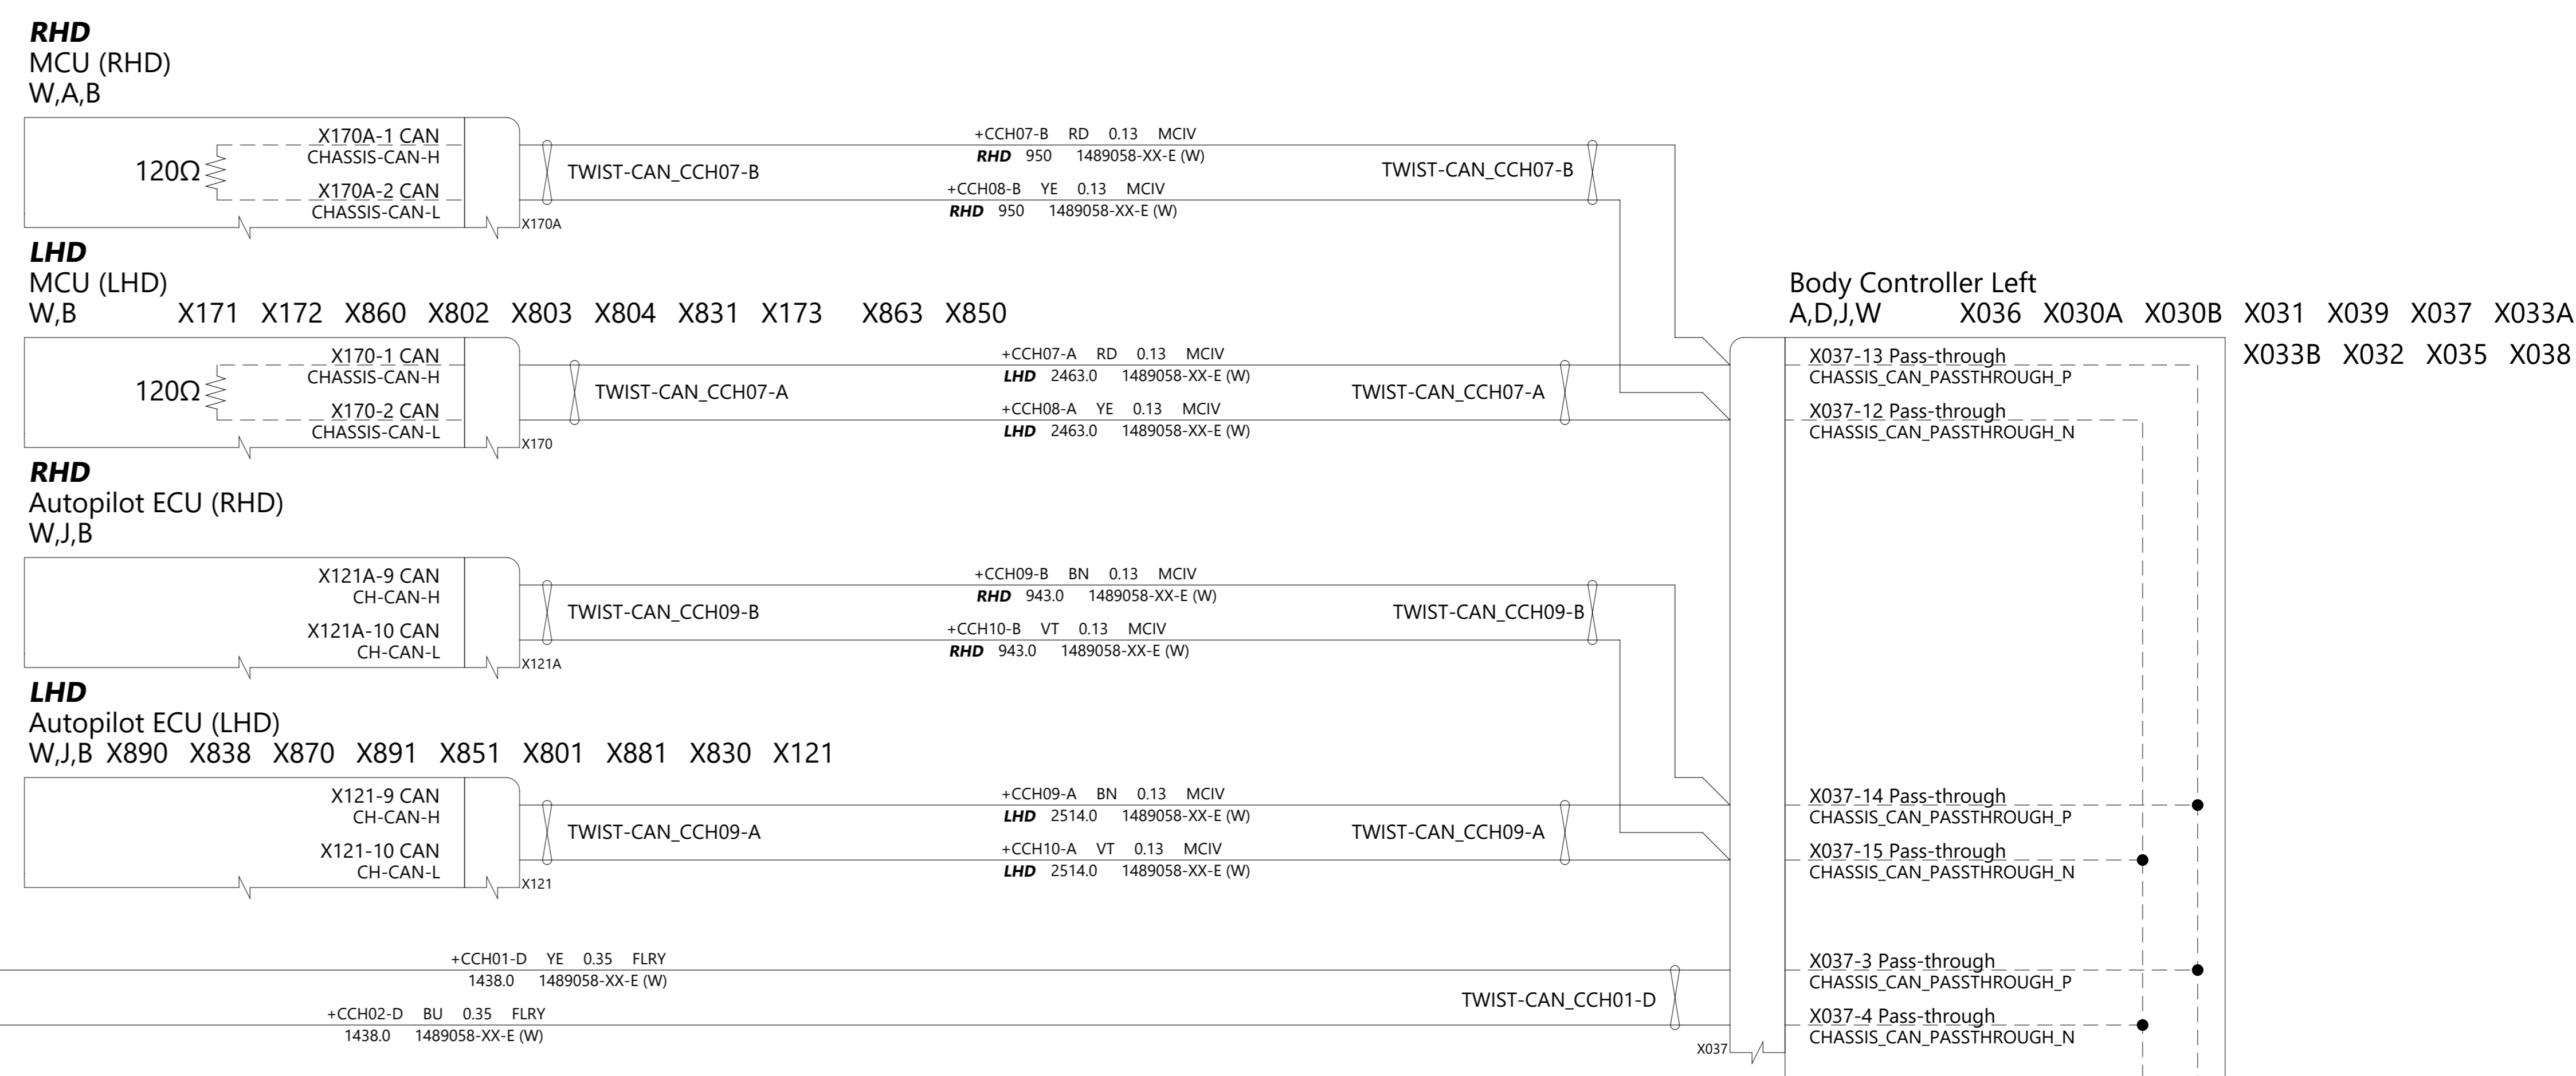 RHD
MCU (RHD)
W,A,B
X170A-1 CAN
CHASSIS-CAN-H
120Ω
X170A-2 CAN
CHASSIS-CAN-L
X170A
TWIST-CAN_CCH07-B
+CCH07-B RD 0.13 MCIV
RHD 950 1489058-XX-E (W)
+CCH08-B YE 0.13 MCIV
RHD 950 1489058-XX-E (W)
TWIST-CAN_CCH07-B
LHD
MCU (LHD)
W,B X171 X172 X860 X802 X803 X804 X831 X173 X863 X850
X170-1 CAN
CHASSIS-CAN-H
120Ω
X170-2 CAN
CHASSIS-CAN-L
X170
TWIST-CAN_CCH07-A
+CCH07-A RD 0.13 MCIV
LHD 2463.0 1489058-XX-E (W)
+CCH08-A YE 0.13 MCIV
LHD 2463.0 1489058-XX-E (W)
TWIST-CAN_CCH07-A
Body Controller Left
A,D,J,W X036 X030A X030B X031 X039 X037 X033A
X033B X032 X035 X038
X037-13 Pass-through
CHASSIS_CAN_PASSTHROUGH_P
X037-12 Pass-through
CHASSIS_CAN_PASSTHROUGH_N
RHD
Autopilot ECU (RHD)
W,J,B
X121A-9 CAN
CH-CAN-H
X121A-10 CAN
CH-CAN-L
X121A
TWIST-CAN_CCH09-B
+CCH09-B BN 0.13 MCIV
RHD 943.0 1489058-XX-E (W)
+CCH10-B VT 0.13 MCIV
RHD 943.0 1489058-XX-E (W)
TWIST-CAN_CCH09-B
LHD
Autopilot ECU (LHD)
W,J,B X890 X838 X870 X891 X851 X801 X881 X830 X121
X121-9 CAN
CH-CAN-H
X121-10 CAN
CH-CAN-L
X121
TWIST-CAN_CCH09-A
+CCH09-A BN 0.13 MCIV
LHD 2514.0 1489058-XX-E (W)
+CCH10-A VT 0.13 MCIV
LHD 2514.0 1489058-XX-E (W)
TWIST-CAN_CCH09-A
X037-14 Pass-through
CHASSIS_CAN_PASSTHROUGH_P
X037-15 Pass-through
CHASSIS_CAN_PASSTHROUGH_N
+CCH01-D YE 0.35 FLRY
1438.0 1489058-XX-E (W)
+CCH02-D BU 0.35 FLRY
1438.0 1489058-XX-E (W)
TWIST-CAN_CCH01-D
X037
X037-3 Pass-through
CHASSIS_CAN_PASSTHROUGH_P
X037-4 Pass-through
CHASSIS_CAN_PASSTHROUGH_N